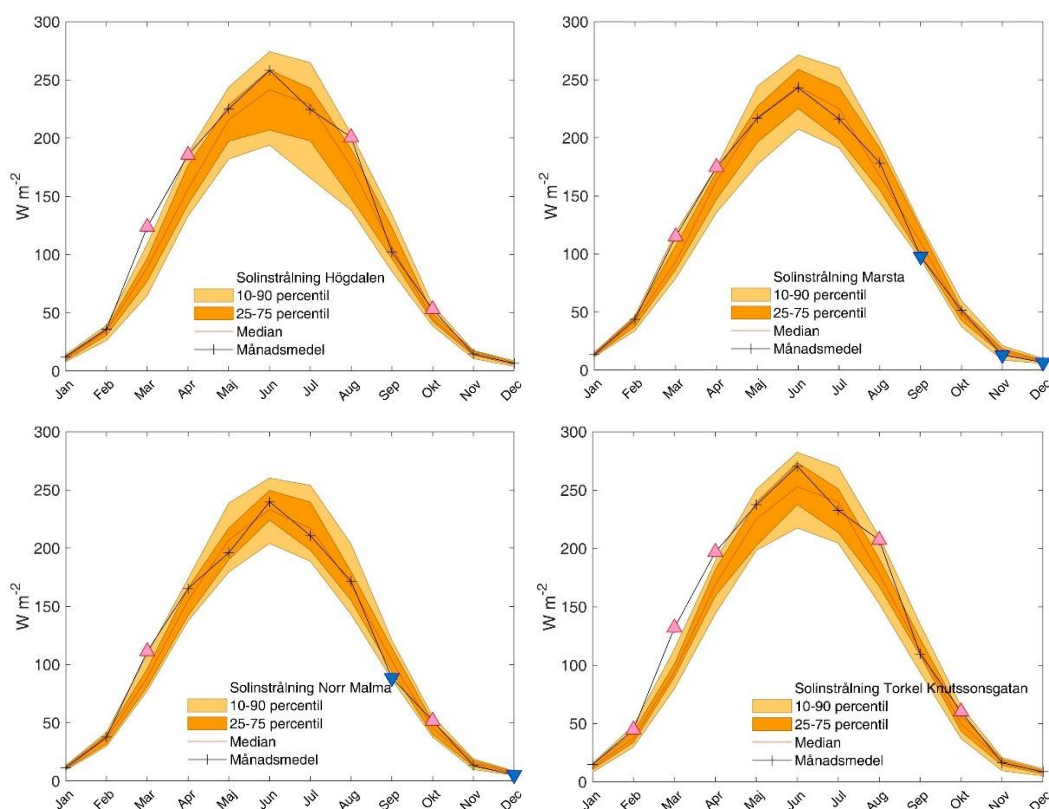 300
250
200
150
100
50
0
W m-2
Solinstrålning Högdalen
10-90 percentil
25-75 percentil
Median
Månadsmedel
Jan Feb Mar Apr Maj Jun Jul Aug Sep Okt Nov Dec
300
250
200
150
100
50
0
W m-2
Solinstrålning Marsta
10-90 percentil
25-75 percentil
Median
Månadsmedel
Jan Feb Mar Apr Maj Jun Jul Aug Sep Okt Nov Dec
300
250
200
150
100
50
0
W m-2
Solinstrålning Norr Malma
10-90 percentil
25-75 percentil
Median
Månadsmedel
Jan Feb Mar Apr Maj Jun Jul Aug Sep Okt Nov Dec
300
250
200
150
100
50
0
W m-2
Solinstrålning Torkel Knutssonsgatan
10-90 percentil
25-75 percentil
Median
Månadsmedel
Jan Feb Mar Apr Maj Jun Jul Aug Sep Okt Nov Dec